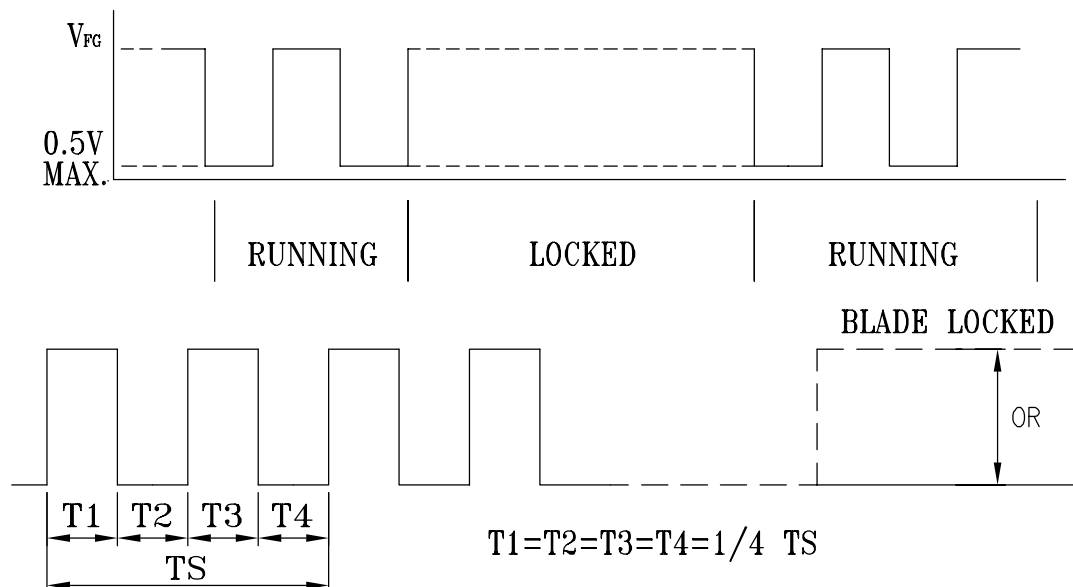 VFG
0.5V
MAX.
RUNNING LOCKED RUNNING
BLADE LOCKED
OR
T1 T2 T3 T4
T1=T2=T3=T4=1/4 TS
TS